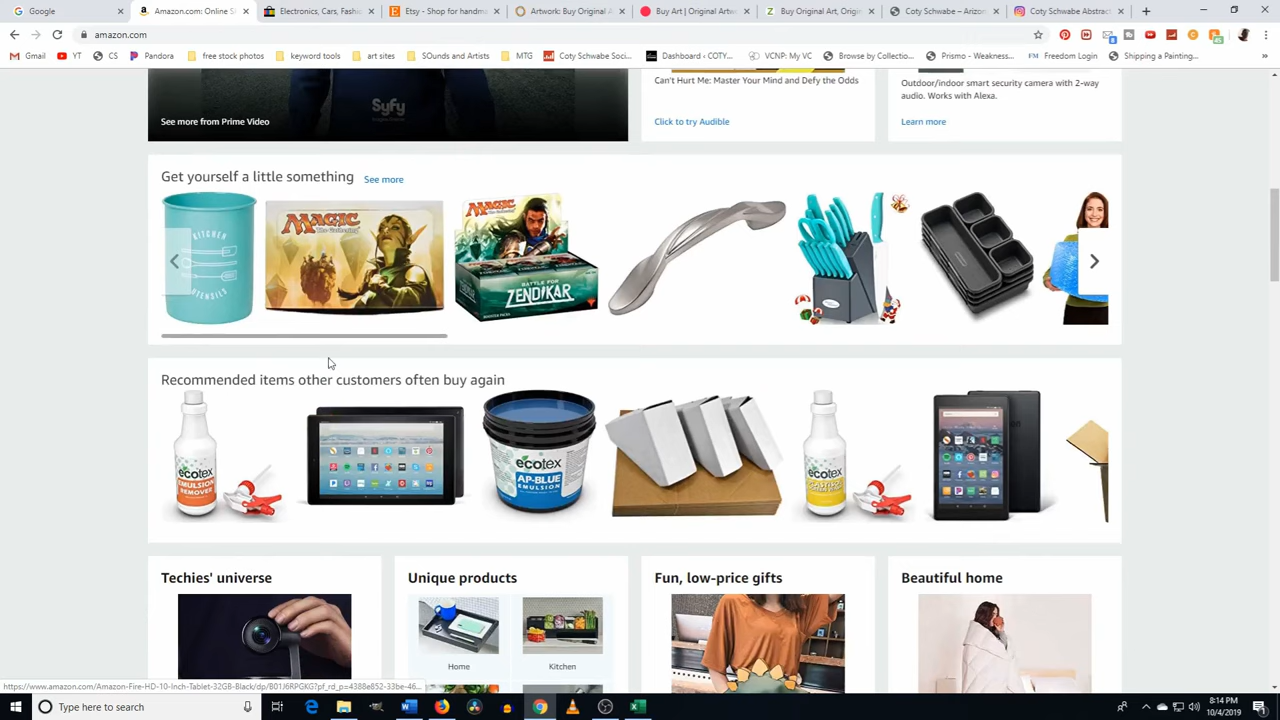 Google
Amazon.com: Online S
Electronics, Cars, Fashio
Etsy - Shop for handma
Artwork: Buy Original A
Buy Art | Original Artw
Buy Original Art, Origin
Coty Schwabe – Arizon
Coty Schwabe Abstrac
amazon.com
Gmail
YT
CS
Pandora
free stock photos
keyword tools
art sites
SOunds and Artists
MTG
Coty Schwabe Soci...
Dashboard ‹ COTY...
VCNP: My VC
Browse by Collectio...
Prismo - Weakness...
Freedom Login
Shipping a Painting...
Syfy
See more from Prime Video
Can't Hurt Me: Master Your Mind and Defy the Odds
Click to try Audible
Outdoor/indoor smart security camera with 2-way
audio. Works with Alexa.
Learn more
Get yourself a little something
See more
KITCHEN
UTENSILS
MAGIC
The Gathering
MAGIC
The Gathering
BATTLE FOR
ZENDIKAR
Recommended items other customers often buy again
ecotex
EMULSION
REMOVER
ecotex
AP-BLUE
EMULSION
ecotex
Techies' universe
Unique products
Fun, low-price gifts
Beautiful home
Home
Kitchen
https://www.amazon.com/Amazon-Fire-HD-10-Inch-Tablet-32GB-Black/dp/B01J6RPGKG?pf_rd_p=4388e852-33be-46...
Type here to search
8:14 PM
10/4/2019